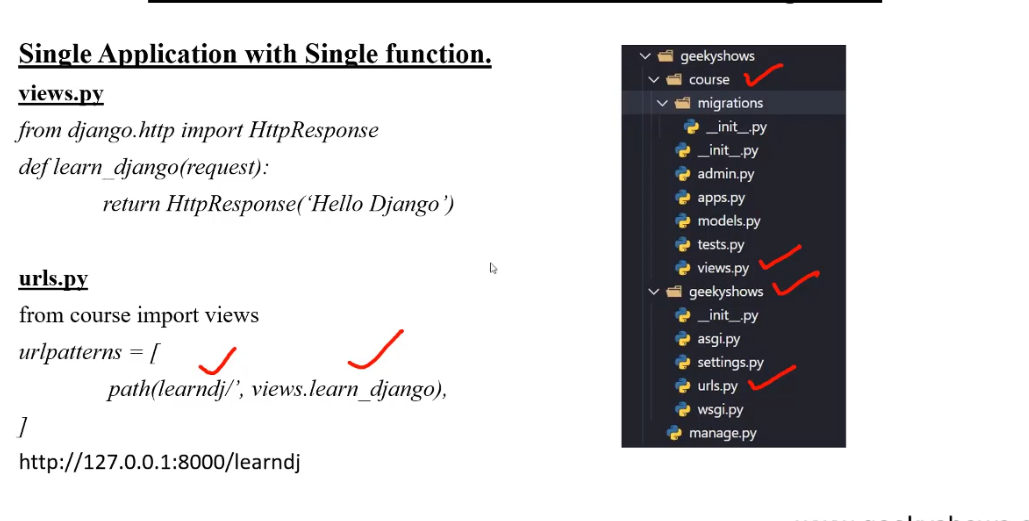 Single Application with Single function.
views.py
from django.http import HttpResponse
def learn_django(request):
return HttpResponse(‘Hello Django’)
urls.py
from course import views
urlpatterns = [
path(learndj/’, views.learn_django),
]
http://127.0.0.1:8000/learndj
geekyshows
course
migrations
__init__.py
__init__.py
admin.py
apps.py
models.py
tests.py
views.py
geekyshows
__init__.py
asgi.py
settings.py
urls.py
wsgi.py
manage.py